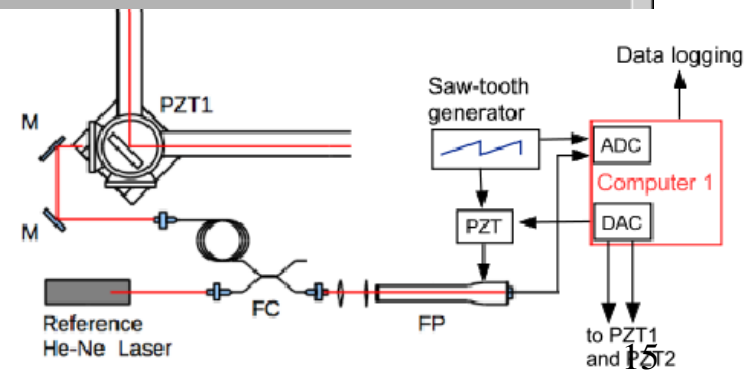 Data logging
PZT1
Saw-tooth
generator
M
ADC
Computer 1
PZT
DAC
M
FC
FP
Reference
He-Ne Laser
to PZT1
and PZT2
15